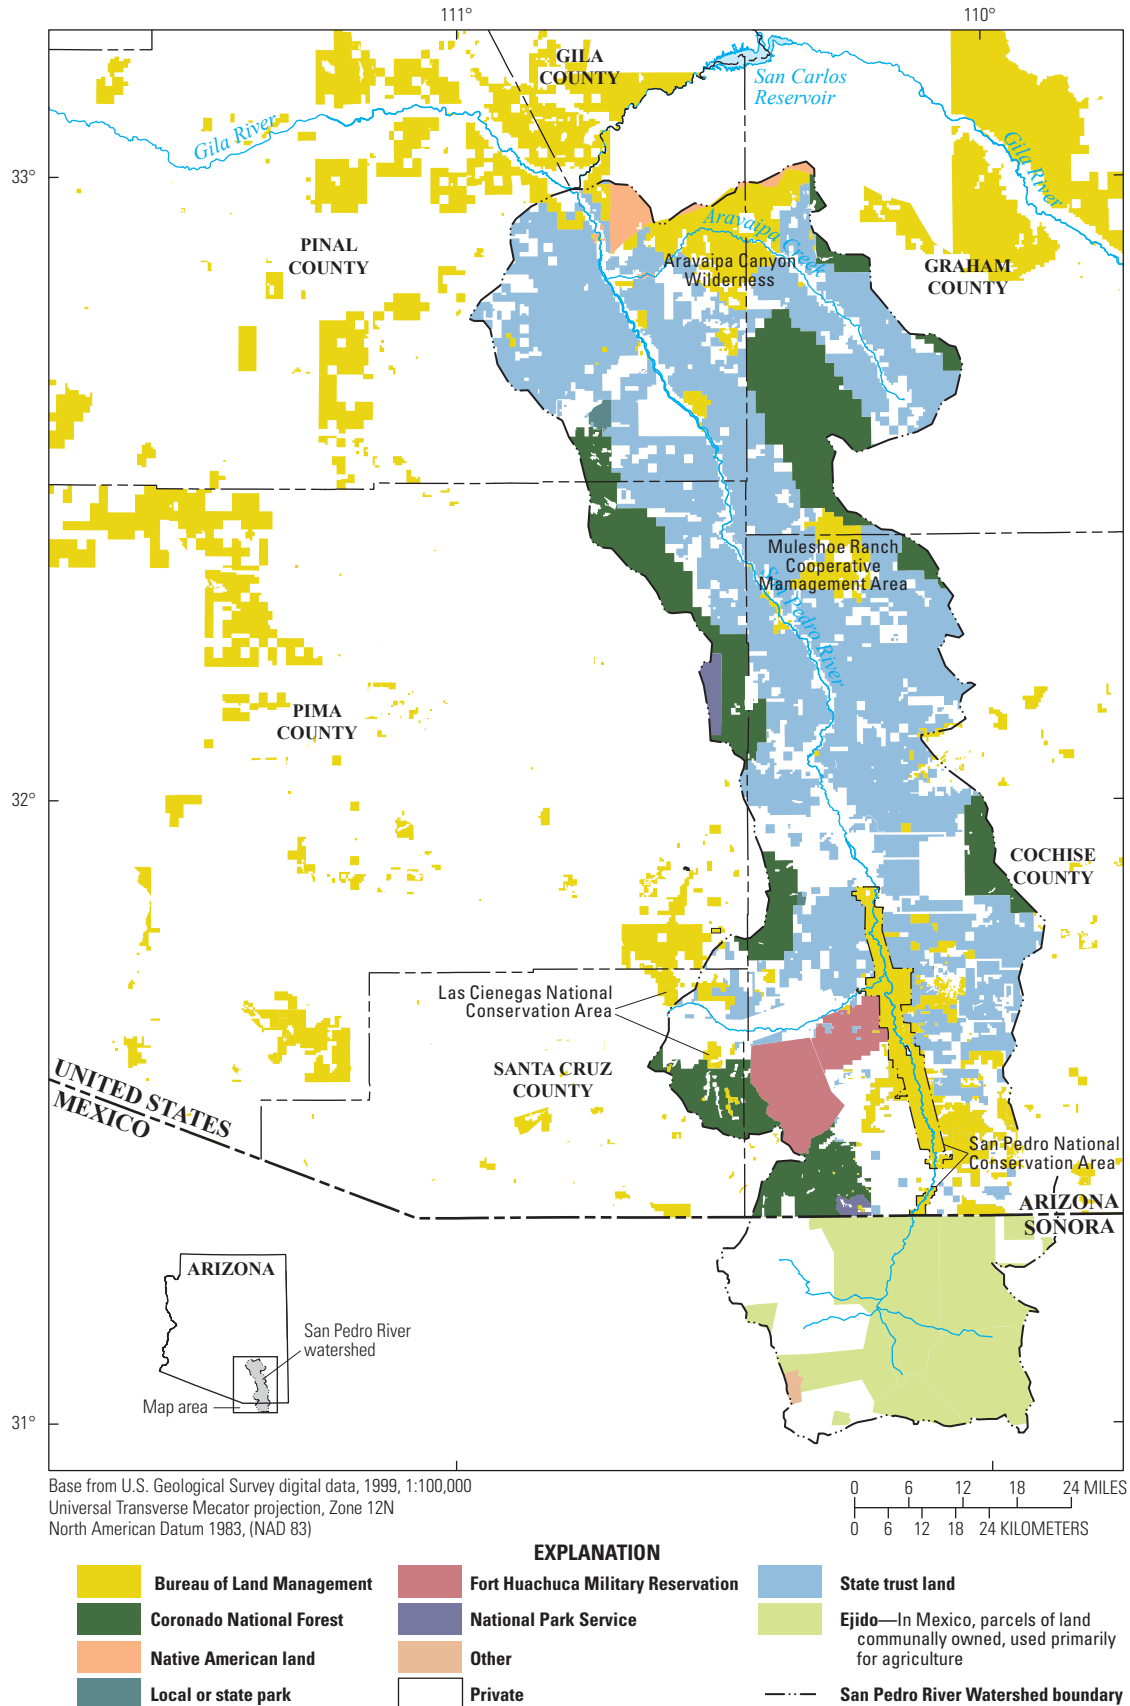 111°
110°
GILA
COUNTY
San Carlos
Reservoir
Gila River
Gila River
33°
Aravaipa Creek
PINAL
COUNTY
Aravaipa Canyon
Wilderness
GRAHAM
COUNTY
Muleshoe Ranch
Cooperative
Mamagement Area
San Pedro River
PIMA
COUNTY
32°
COCHISE
COUNTY
Las Cienegas National
Conservation Area
SANTA CRUZ
COUNTY
UNITED STATES
MEXICO
San Pedro National
Conservation Area
ARIZONA
SONORA
ARIZONA
San Pedro River
watershed
Map area
31°
Base from U.S. Geological Survey digital data, 1999, 1:100,000
Universal Transverse Mecator projection, Zone 12N
North American Datum 1983, (NAD 83)
0 6 12 18 24 MILES
0 6 12 18 24 KILOMETERS
EXPLANATION
Bureau of Land Management
Coronado National Forest
Native American land
Local or state park
Fort Huachuca Military Reservation
National Park Service
Other
Private
State trust land
Ejido—In Mexico, parcels of land
communally owned, used primarily
for agriculture
San Pedro River Watershed boundary